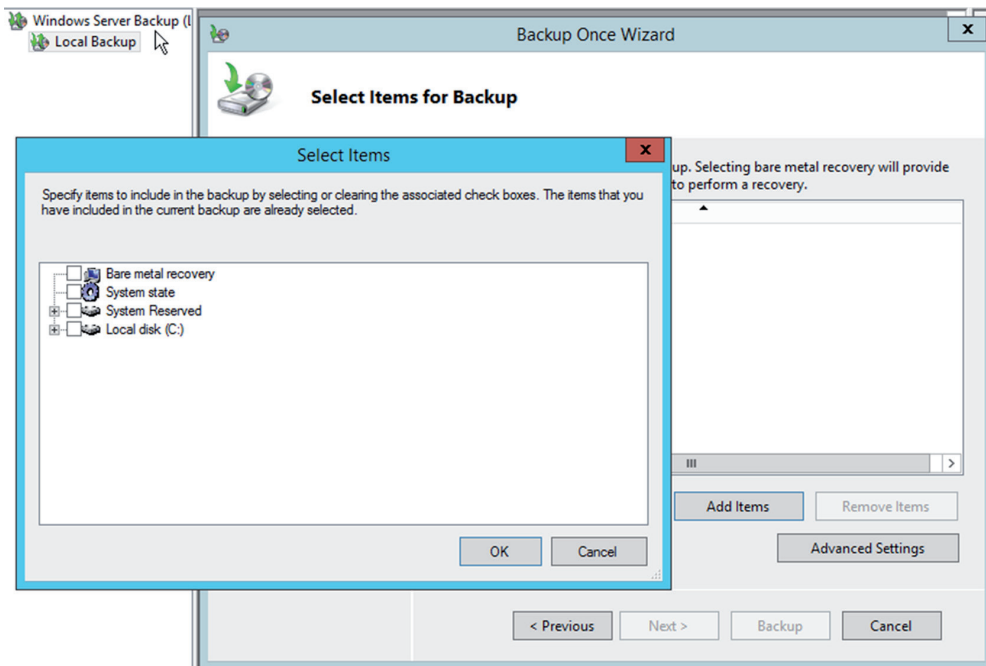 Windows Server Backup (L
Local Backup
Backup Once Wizard
x
Select Items for Backup
up. Selecting bare metal recovery will provide
to perform a recovery.
Select Items
x
Specify items to include in the backup by selecting or clearing the associated check boxes. The items that you
have included in the current backup are already selected.
Bare metal recovery
System state
System Reserved
Local disk (C:)
OK
Cancel
Add Items
Remove Items
Advanced Settings
< Previous
Next >
Backup
Cancel